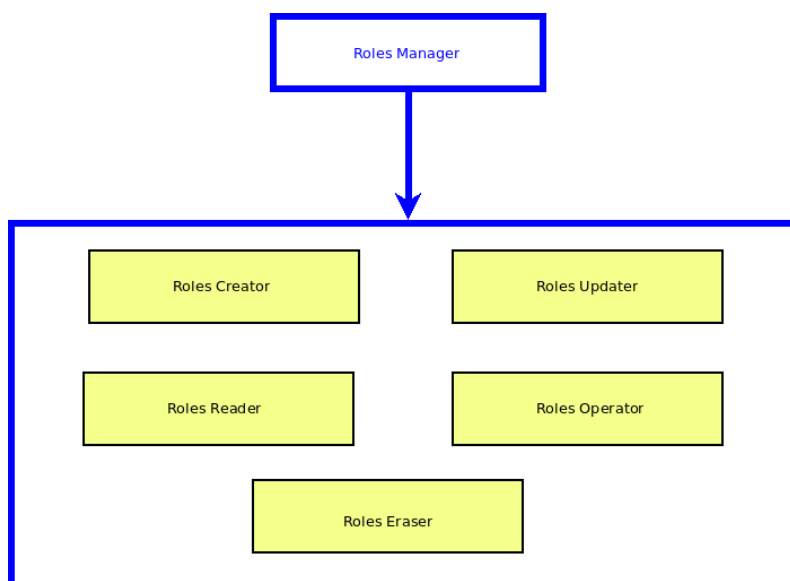 Roles Manager
Roles Creator
Roles Updater
Roles Reader
Roles Operator
Roles Eraser